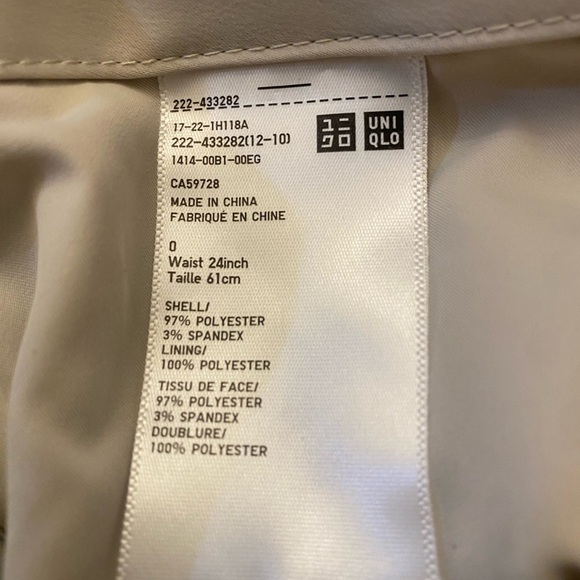 222-433282
17-22-1H118A
222-433282(12-10)
1414-00B1-00EG
ユニ
クロ
UNI
QLO
CA59728
MADE IN CHINA
FABRIQUÉ EN CHINE
0
Waist 24inch
Taille 61cm
SHELL/
97% POLYESTER
3% SPANDEX
LINING/
100% POLYESTER
TISSU DE FACE/
97% POLYESTER
3% SPANDEX
DOUBLURE/
100% POLYESTER